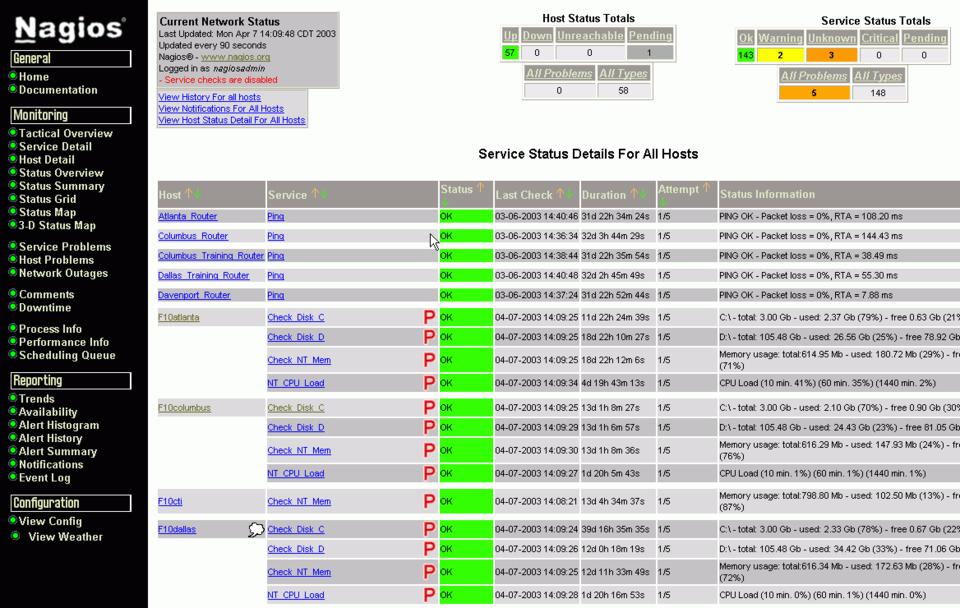 Nagios®
General
Home
Documentation
Monitoring
Tactical Overview
Service Detail
Host Detail
Status Overview
Status Summary
Status Grid
Status Map
3-D Status Map
Service Problems
Host Problems
Network Outages
Comments
Downtime
Process Info
Performance Info
Scheduling Queue
Reporting
Trends
Availability
Alert Histogram
Alert History
Alert Summary
Notifications
Event Log
Configuration
View Config
View Weather
Current Network Status
Last Updated: Mon Apr 7 14:09:48 CDT 2003
Updated every 90 seconds
Nagios® - www.nagios.org
Logged in as nagiosadmin
- Service checks are disabled
View History For all hosts
View Notifications For All Hosts
View Host Status Detail For All Hosts
Host Status Totals
Up Down Unreachable Pending
57 0 0 1
All Problems All Types
0 58
Service Status Totals
Ok Warning Unknown Critical Pending
143 2 3 0 0
All Problems All Types
5 148
Service Status Details For All Hosts
Host Service Status Last Check Duration Attempt Status Information
Atlanta_Router Ping OK 03-06-2003 14:40:46 31d 22h 34m 24s 1/5 PING OK - Packet loss = 0%, RTA = 108.20 ms
Columbus_Router Ping OK 03-06-2003 14:36:34 32d 3h 44m 29s 1/5 PING OK - Packet loss = 0%, RTA = 144.43 ms
Columbus_Training_Router Ping OK 03-06-2003 14:38:44 31d 22h 35m 54s 1/5 PING OK - Packet loss = 0%, RTA = 38.49 ms
Dallas_Training_Router Ping OK 03-06-2003 14:40:48 32d 2h 45m 49s 1/5 PING OK - Packet loss = 0%, RTA = 55.30 ms
Davenport_Router Ping OK 03-06-2003 14:37:24 31d 22h 52m 44s 1/5 PING OK - Packet loss = 0%, RTA = 7.88 ms
F10atlanta Check_Disk_C P OK 04-07-2003 14:09:25 11d 22h 24m 39s 1/5 C:\ - total: 3.00 Gb - used: 2.37 Gb (79%) - free 0.63 Gb (21%
Check_Disk_D P OK 04-07-2003 14:09:25 18d 22h 10m 27s 1/5 D:\ - total: 105.48 Gb - used: 26.56 Gb (25%) - free 78.92 Gb
Check_NT_Mem P OK 04-07-2003 14:09:25 18d 22h 12m 6s 1/5 Memory usage: total:614.95 Mb - used: 180.72 Mb (29%) - fr
(71%)
NT_CPU_Load P OK 04-07-2003 14:09:34 4d 19h 43m 13s 1/5 CPU Load (10 min. 41%) (60 min. 35%) (1440 min. 2%)
F10columbus Check_Disk_C P OK 04-07-2003 14:09:25 13d 1h 8m 27s 1/5 C:\ - total: 3.00 Gb - used: 2.10 Gb (70%) - free 0.90 Gb (30%
Check_Disk_D P OK 04-07-2003 14:09:29 13d 1h 6m 57s 1/5 D:\ - total: 105.48 Gb - used: 24.43 Gb (23%) - free 81.05 Gb
Check_NT_Mem P OK 04-07-2003 14:09:30 13d 1h 8m 36s 1/5 Memory usage: total:616.29 Mb - used: 147.93 Mb (24%) - fr
(76%)
NT_CPU_Load P OK 04-07-2003 14:09:27 1d 20h 5m 43s 1/5 CPU Load (10 min. 1%) (60 min. 1%) (1440 min. 1%)
F10cti Check_NT_Mem P OK 04-07-2003 14:08:21 13d 4h 34m 37s 1/5 Memory usage: total:798.80 Mb - used: 102.50 Mb (13%) - fr
(87%)
F10dallas Check_Disk_C P OK 04-07-2003 14:09:24 39d 16h 35m 35s 1/5 C:\ - total: 3.00 Gb - used: 2.33 Gb (78%) - free 0.67 Gb (22%
Check_Disk_D P OK 04-07-2003 14:09:26 12d 0h 18m 19s 1/5 D:\ - total: 105.48 Gb - used: 34.42 Gb (33%) - free 71.06 Gb
Check_NT_Mem P OK 04-07-2003 14:09:25 12d 11h 33m 49s 1/5 Memory usage: total:616.34 Mb - used: 172.63 Mb (28%) - fr
(72%)
NT_CPU_Load P OK 04-07-2003 14:09:28 1d 20h 16m 53s 1/5 CPU Load (10 min. 0%) (60 min. 1%) (1440 min. 0%)